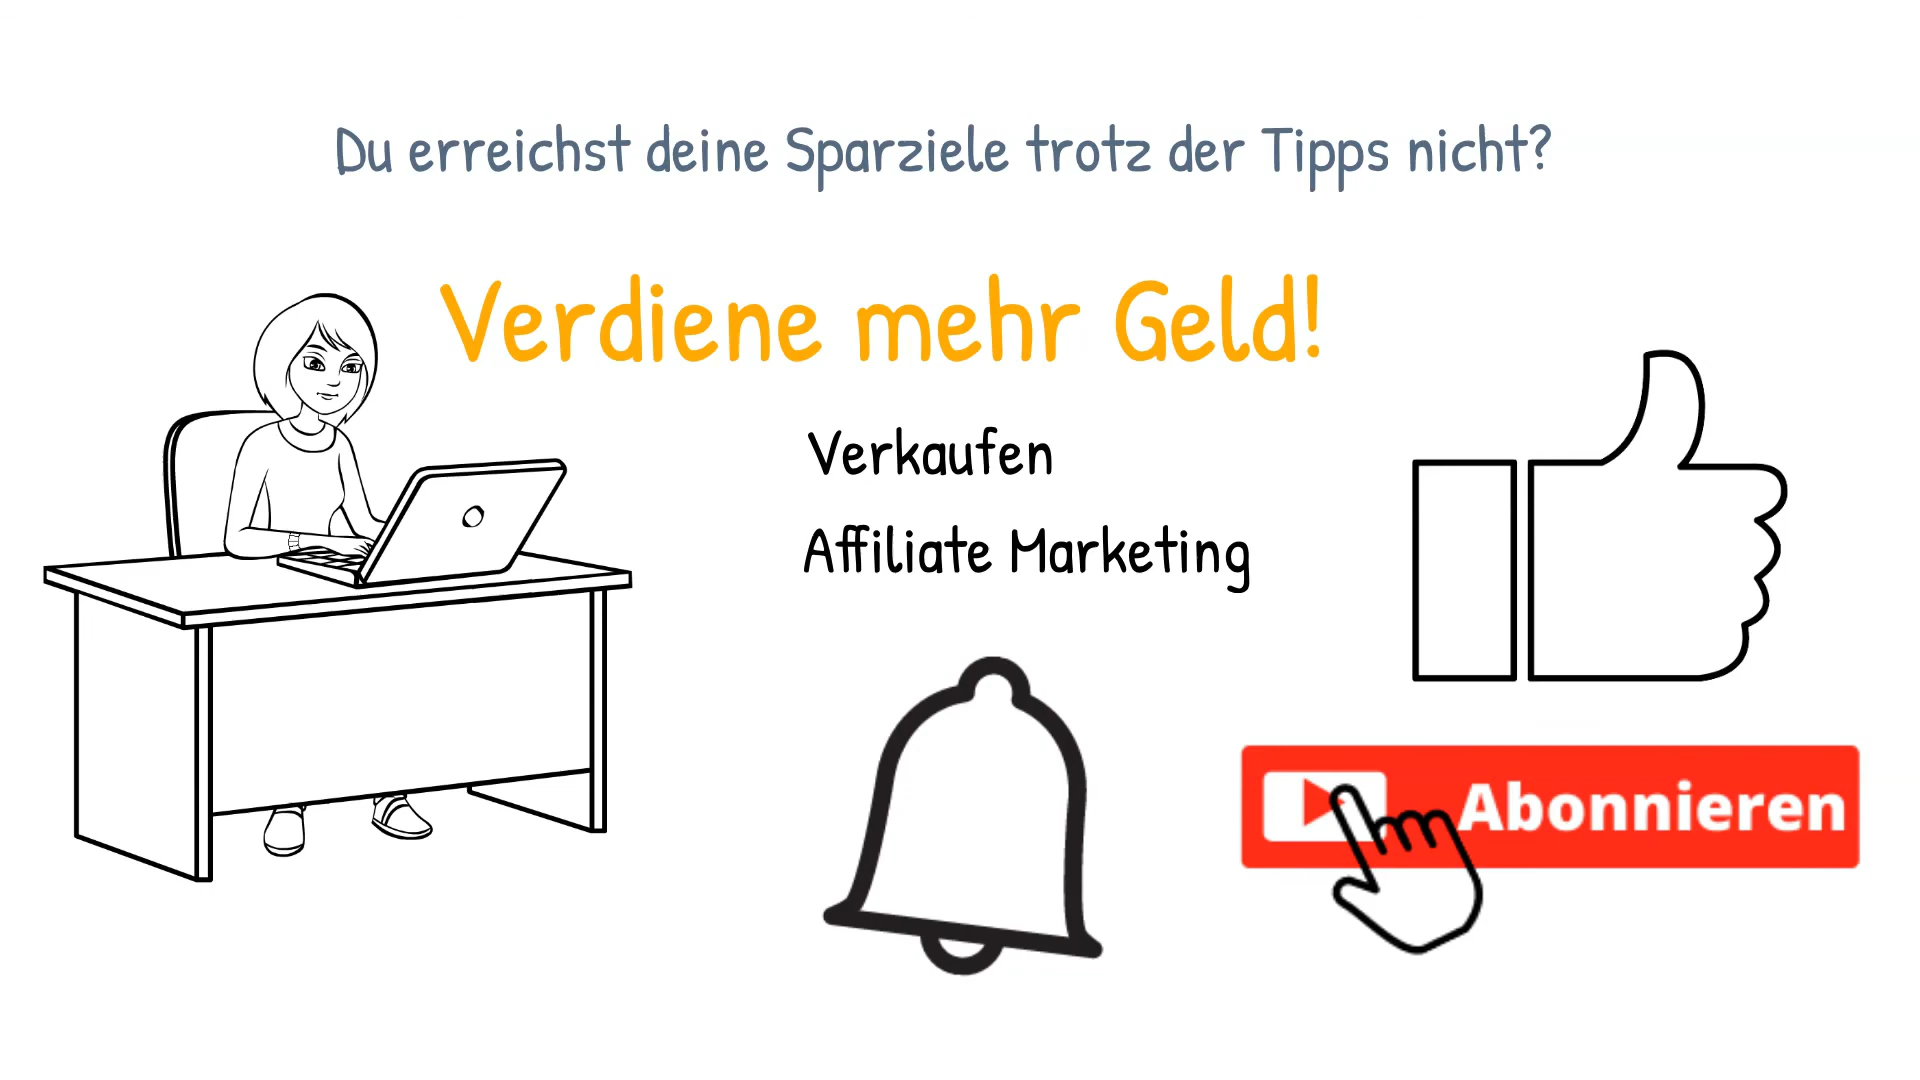 Du erreichst deine Sparziele trotz der Tipps nicht?
Verdiene mehr Geld!
Verkaufen
Affiliate Marketing
Abonnieren